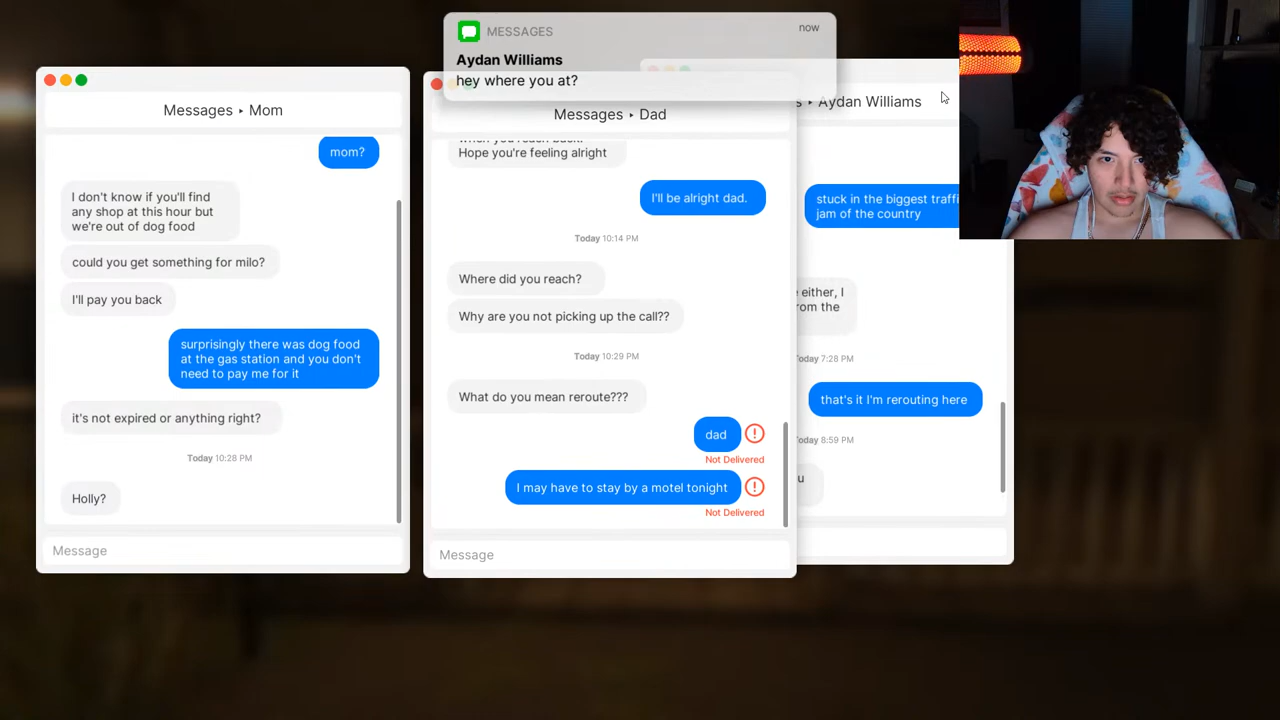 MESSAGES
now
Aydan Williams
hey where you at?
Messages ▸ Mom
mom?
I don't know if you'll find
any shop at this hour but
we're out of dog food
could you get something for milo?
I'll pay you back
surprisingly there was dog food
at the gas station and you don't
need to pay me for it
it's not expired or anything right?
Today 10:28 PM
Holly?
Message
Messages ▸ Dad
when you reach back.
Hope you're feeling alright
I'll be alright dad.
Today 10:14 PM
Where did you reach?
Why are you not picking up the call??
Today 10:29 PM
What do you mean reroute???
dad
Not Delivered
I may have to stay by a motel tonight
Not Delivered
Message
s ▸ Aydan Williams
stuck in the biggest traffi
jam of the country
e either, I
rom the
oday 7:28 PM
that's it I'm rerouting here
oday 8:59 PM
u